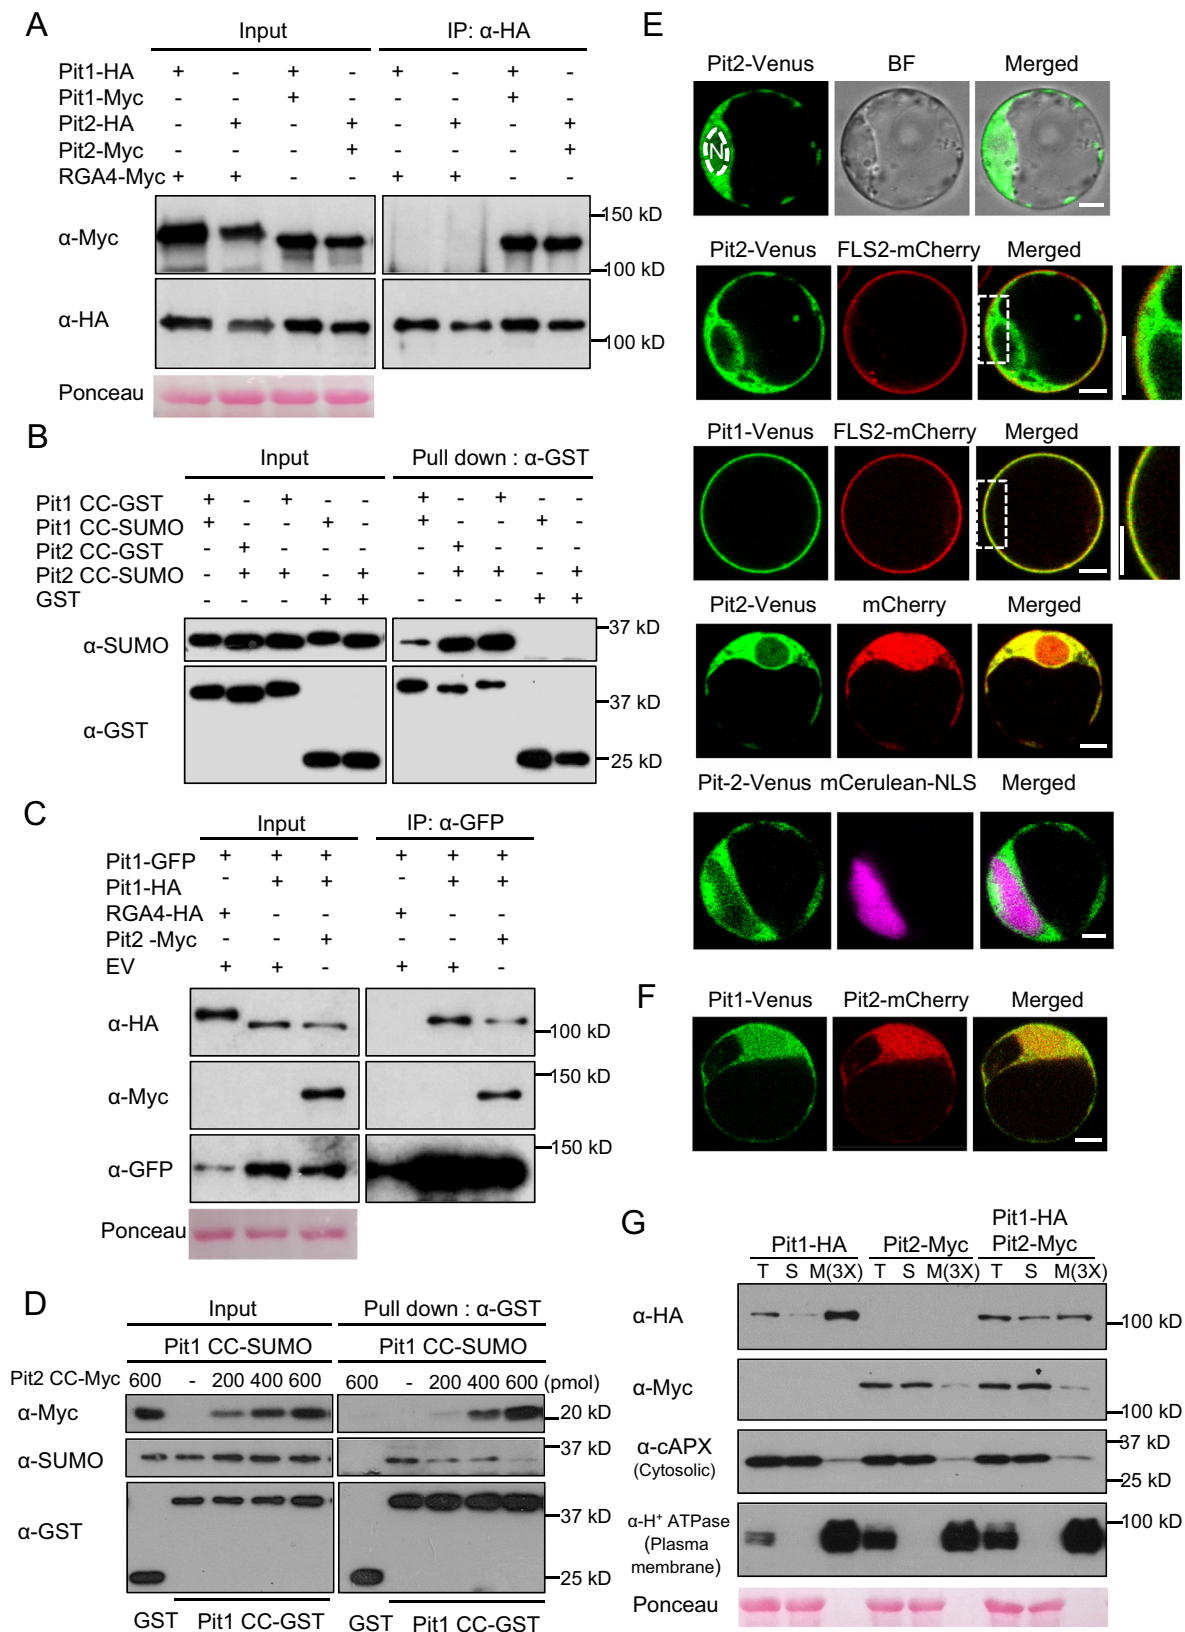 A
Input
IP: α-HA
Pit1-HA + - + - + - + -
Pit1-Myc - - + - - - + -
Pit2-HA - + - + - + - +
Pit2-Myc - - - + - - - +
RGA4-Myc + + - - + + - -
α-Myc
150 kD
100 kD
α-HA
100 kD
Ponceau
B
Input
Pull down : α-GST
Pit1 CC-GST + - + - - + - + - -
Pit1 CC-SUMO + - - + - + - - + -
Pit2 CC-GST - + - - - - + - - -
Pit2 CC-SUMO - + + - + - + + - +
GST - - - + + - - - + +
α-SUMO
37 kD
α-GST
37 kD
25 kD
C
Input
IP: α-GFP
Pit1-GFP + + + + + +
Pit1-HA - + + - + +
RGA4-HA + - - + - -
Pit2 -Myc - - + - - +
EV + + - + + -
α-HA
100 kD
α-Myc
150 kD
α-GFP
150 kD
Ponceau
D
Input
Pull down : α-GST
Pit1 CC-SUMO
Pit1 CC-SUMO
Pit2 CC-Myc 600 - 200 400 600 600 - 200 400 600 (pmol)
α-Myc
20 kD
α-SUMO
37 kD
α-GST
37 kD
25 kD
GST Pit1 CC-GST GST Pit1 CC-GST
E
Pit2-Venus BF Merged
N
Pit2-Venus FLS2-mCherry Merged
Pit1-Venus FLS2-mCherry Merged
Pit2-Venus mCherry Merged
Pit-2-Venus mCerulean-NLS Merged
F
Pit1-Venus Pit2-mCherry Merged
G
Pit1-HA Pit2-Myc
Pit1-HA
Pit2-Myc
T S M(3X) T S M(3X) T S M(3X)
α-HA
100 kD
α-Myc
100 kD
α-cAPX
(Cytosolic)
37 kD
25 kD
α-H⁺ ATPase
(Plasma
membrane)
100 kD
Ponceau